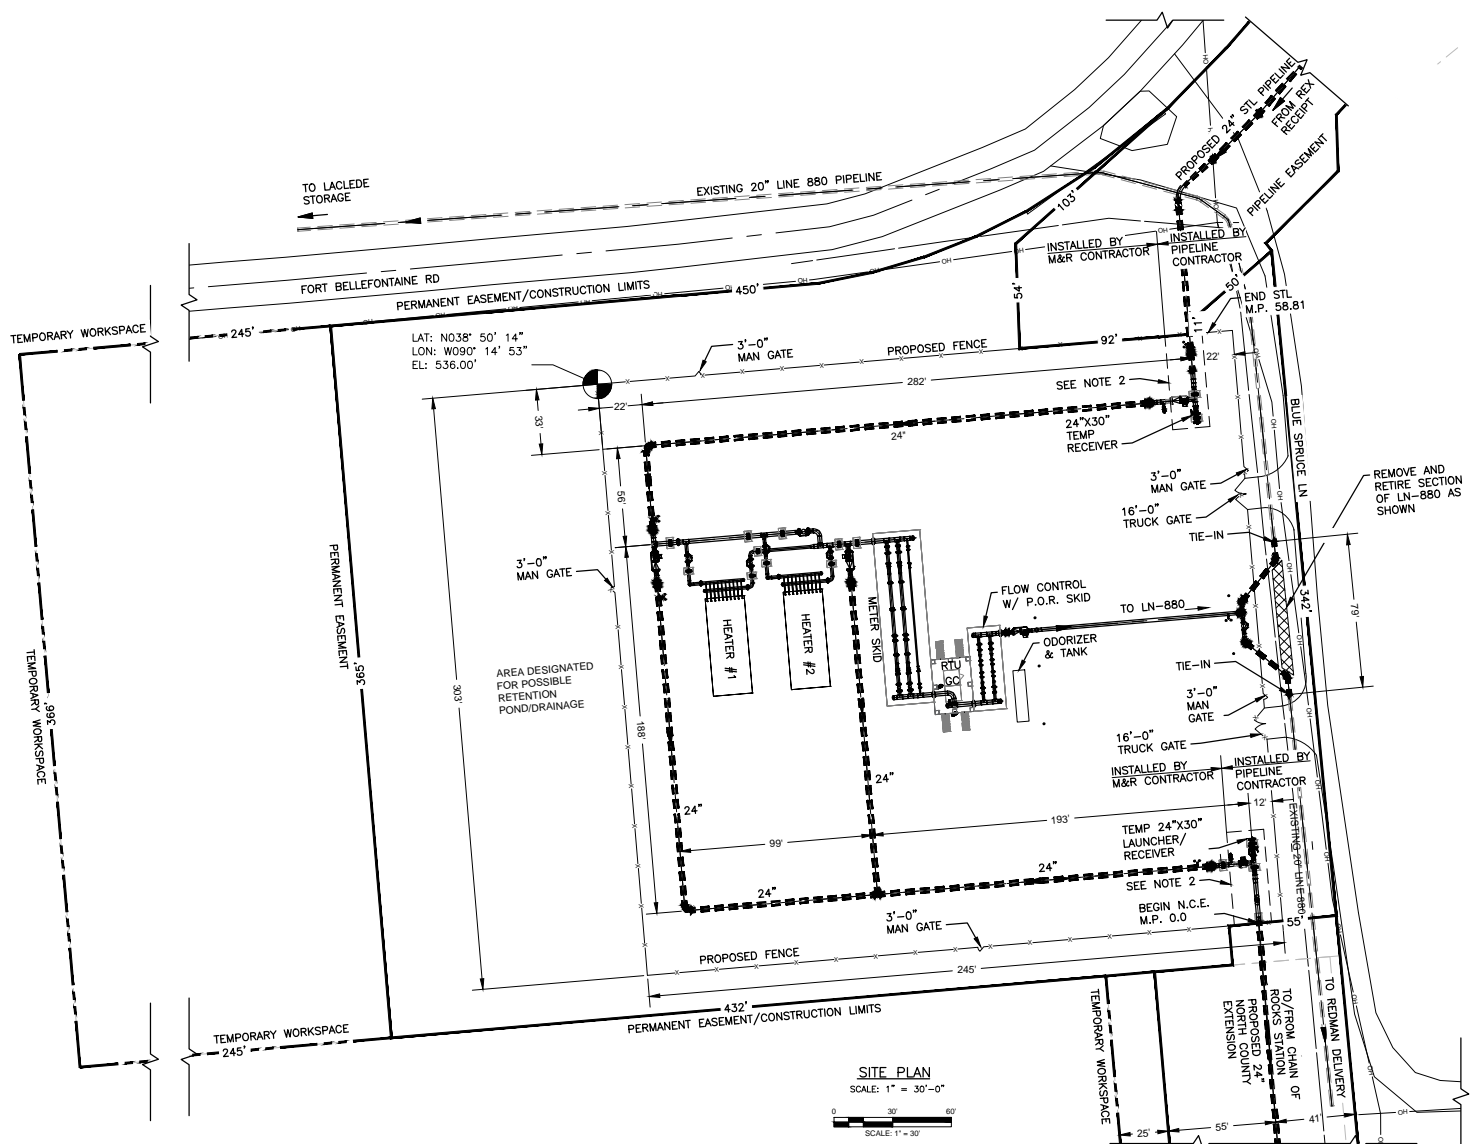 TO LACLEDE
STORAGE
EXISTING 20" LINE 880 PIPELINE
PROPOSED 24" STL PIPELINE
FROM REX
RECEIPT
PIPELINE EASEMENT
103'
54'
92'
50'
11'
22'
INSTALLED BY
M&R CONTRACTOR
INSTALLED BY
PIPELINE
CONTRACTOR
END STL
M.P. 58.81
FORT BELLEFONTAINE RD
PERMANENT EASEMENT/CONSTRUCTION LIMITS
450'
TEMPORARY WORKSPACE
245'
LAT: N038° 50' 14"
LON: W090° 14' 53"
EL: 536.00'
3'-0"
MAN GATE
PROPOSED FENCE
22'
282'
33'
SEE NOTE 2
24"
24"X30"
TEMP
RECEIVER
BLUE SPRUCE LN
3'-0"
MAN GATE
16'-0"
TRUCK GATE
REMOVE AND
RETIRE SECTION
OF LN-880 AS
SHOWN
TIE-IN
56'
3'-0"
MAN GATE
PERMANENT EASEMENT
365'
TEMPORARY WORKSPACE
366'
TEMPORARY WORKSPACE
303'
188'
AREA DESIGNATED
FOR POSSIBLE
RETENTION
POND/DRAINAGE
HEATER #1
HEATER #2
METER SKID
FLOW CONTROL
W/ P.O.R. SKID
TO LN-880
ODORIZER
& TANK
RTU
GC
342'
79'
TIE-IN
3'-0"
MAN
GATE
16'-0"
TRUCK GATE
INSTALLED BY
M&R CONTRACTOR
INSTALLED BY
PIPELINE
CONTRACTOR
24"
24"
99'
193'
12'
EXISTING 20" LINE 880
TEMP 24"X30"
LAUNCHER/
RECEIVER
24"
24"
SEE NOTE 2
BEGIN N.C.E.
M.P. 0.0
55'
3'-0"
MAN GATE
PROPOSED FENCE
245'
432'
PERMANENT EASEMENT/CONSTRUCTION LIMITS
TEMPORARY WORKSPACE
245'
TEMPORARY WORKSPACE
TO/FROM CHAIN OF
ROCKS STATION
PROPOSED 24"
NORTH COUNTY
EXTENSION
TO REDMAN DELIVERY
25'
55'
41'
SITE PLAN
SCALE: 1" = 30'-0"
0 30' 60'
SCALE: 1" = 30'